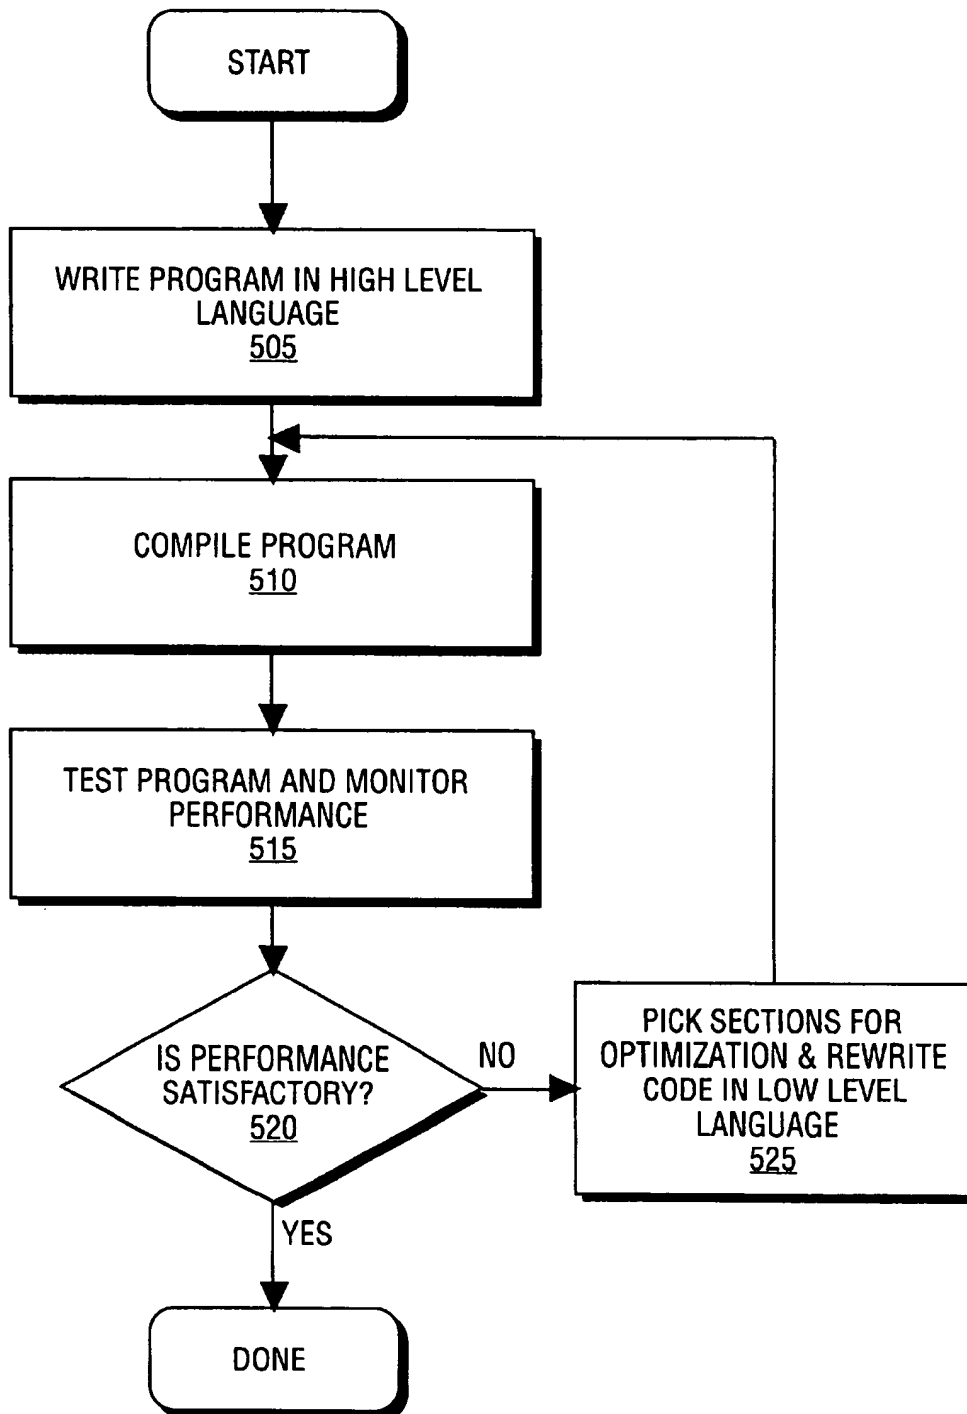 START
WRITE PROGRAM IN HIGH LEVEL
LANGUAGE
505
COMPILE PROGRAM
510
TEST PROGRAM AND MONITOR
PERFORMANCE
515
IS PERFORMANCE
SATISFACTORY?
520
NO
PICK SECTIONS FOR
OPTIMIZATION & REWRITE
CODE IN LOW LEVEL
LANGUAGE
525
YES
DONE